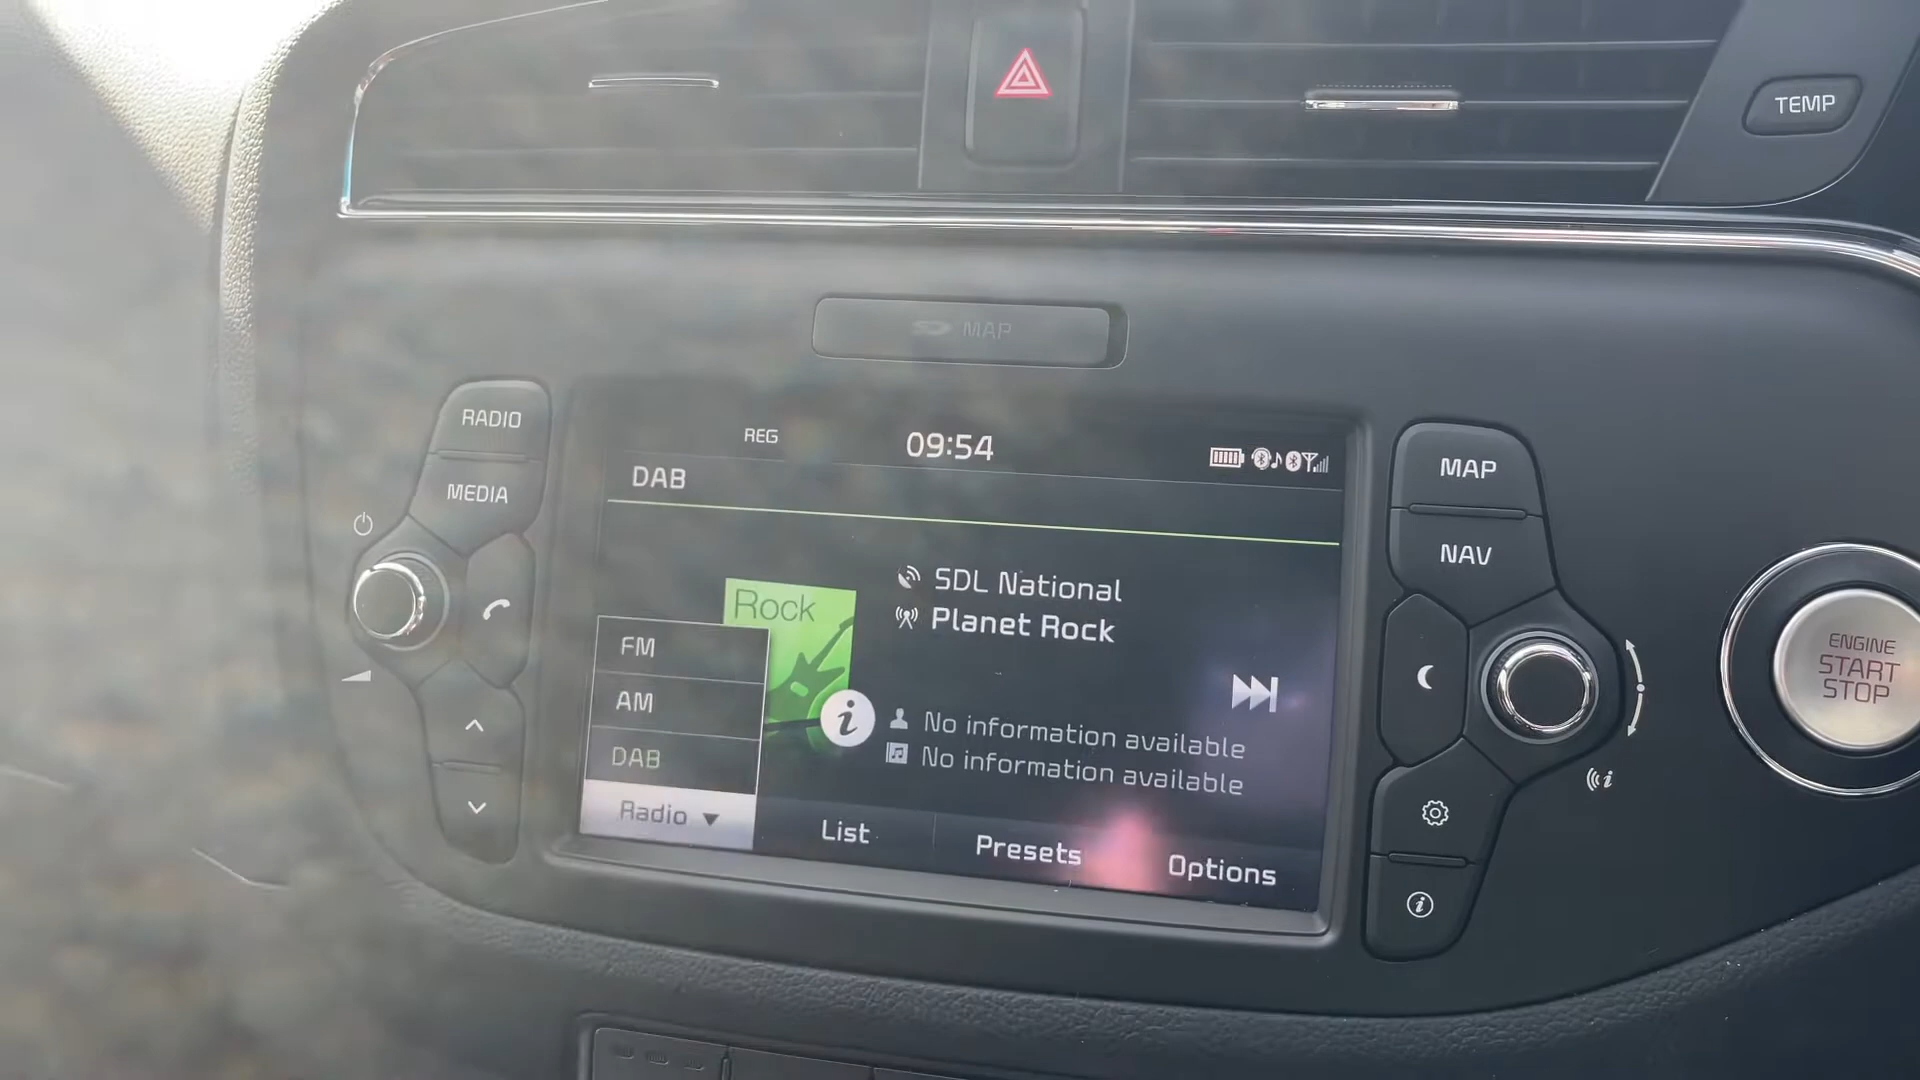 TEMP
MAP
RADIO
MEDIA
REG
09:54
DAB
MAP
NAV
Rock
SDL National
Planet Rock
FM
AM
DAB
Radio
i
No information available
No information available
List
Presets
Options
ENGINE
START
STOP
i
i